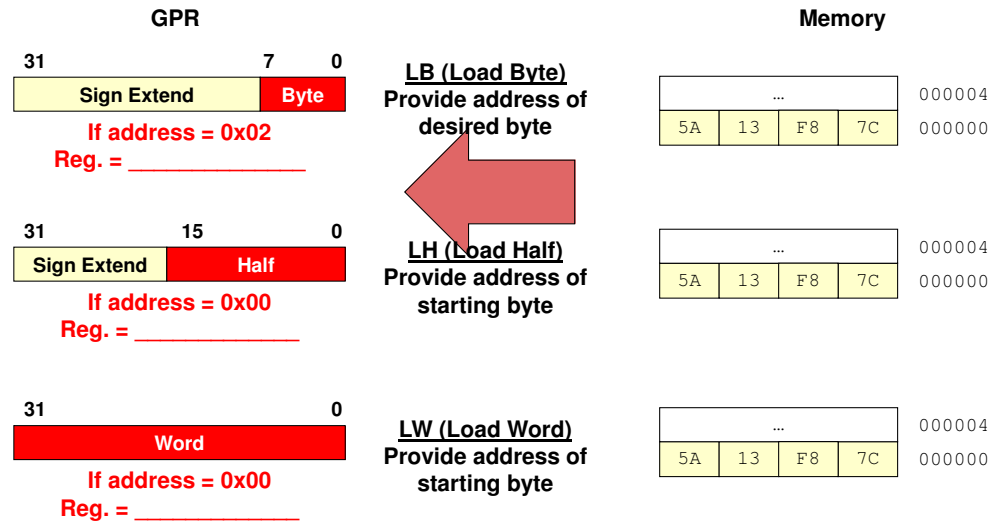 GPR
Memory
31 7 0
Sign Extend Byte
If address = 0x02
Reg. = ______________
LB (Load Byte)
Provide address of
desired byte
… 000004
5A 13 F8 7C 000000
31 15 0
Sign Extend Half
If address = 0x00
Reg. = _____________
LH (Load Half)
Provide address of
starting byte
… 000004
5A 13 F8 7C 000000
31 0
Word
If address = 0x00
Reg. = _____________
LW (Load Word)
Provide address of
starting byte
… 000004
5A 13 F8 7C 000000